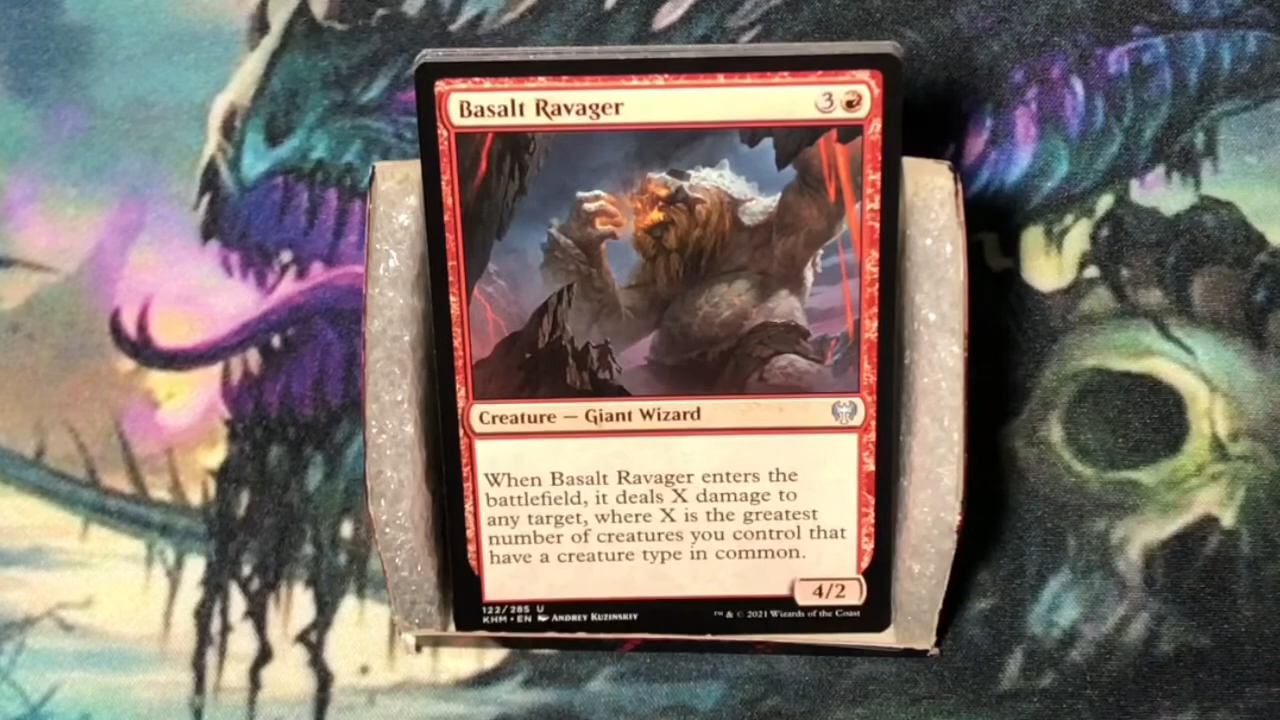 Basalt Ravager 3
Creature — Giant Wizard
When Basalt Ravager enters the
battlefield, it deals X damage to
any target, where X is the greatest
number of creatures you control that
have a creature type in common.
4/2
122/285 U
KHM • EN Andrey Kuzinskiy
™ & © 2021 Wizards of the Coast